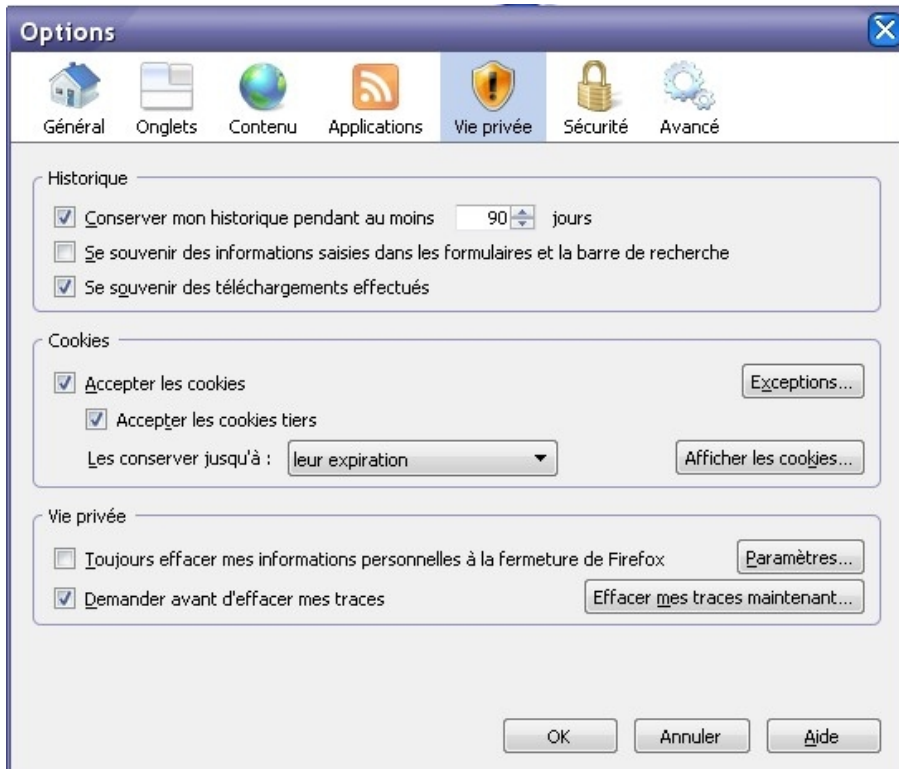 Options
Général Onglets Contenu Applications Vie privée Sécurité Avancé
Historique
Conserver mon historique pendant au moins 90 jours
Se souvenir des informations saisies dans les formulaires et la barre de recherche
Se souvenir des téléchargements effectués
Cookies
Accepter les cookies Exceptions...
Accepter les cookies tiers
Les conserver jusqu'à : leur expiration Afficher les cookies...
Vie privée
Toujours effacer mes informations personnelles à la fermeture de Firefox Paramètres...
Demander avant d'effacer mes traces Effacer mes traces maintenant...
OK Annuler Aide